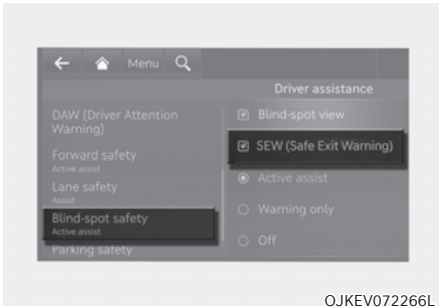 Menu
Driver assistance
DAW (Driver Attention
Warning)
Forward safety
Active assist
Lane safety
Assist
Blind-spot safety
Active assist
Parking safety
Blind-spot view
SEW (Safe Exit Warning)
Active assist
Warning only
Off
OJKEV072266L